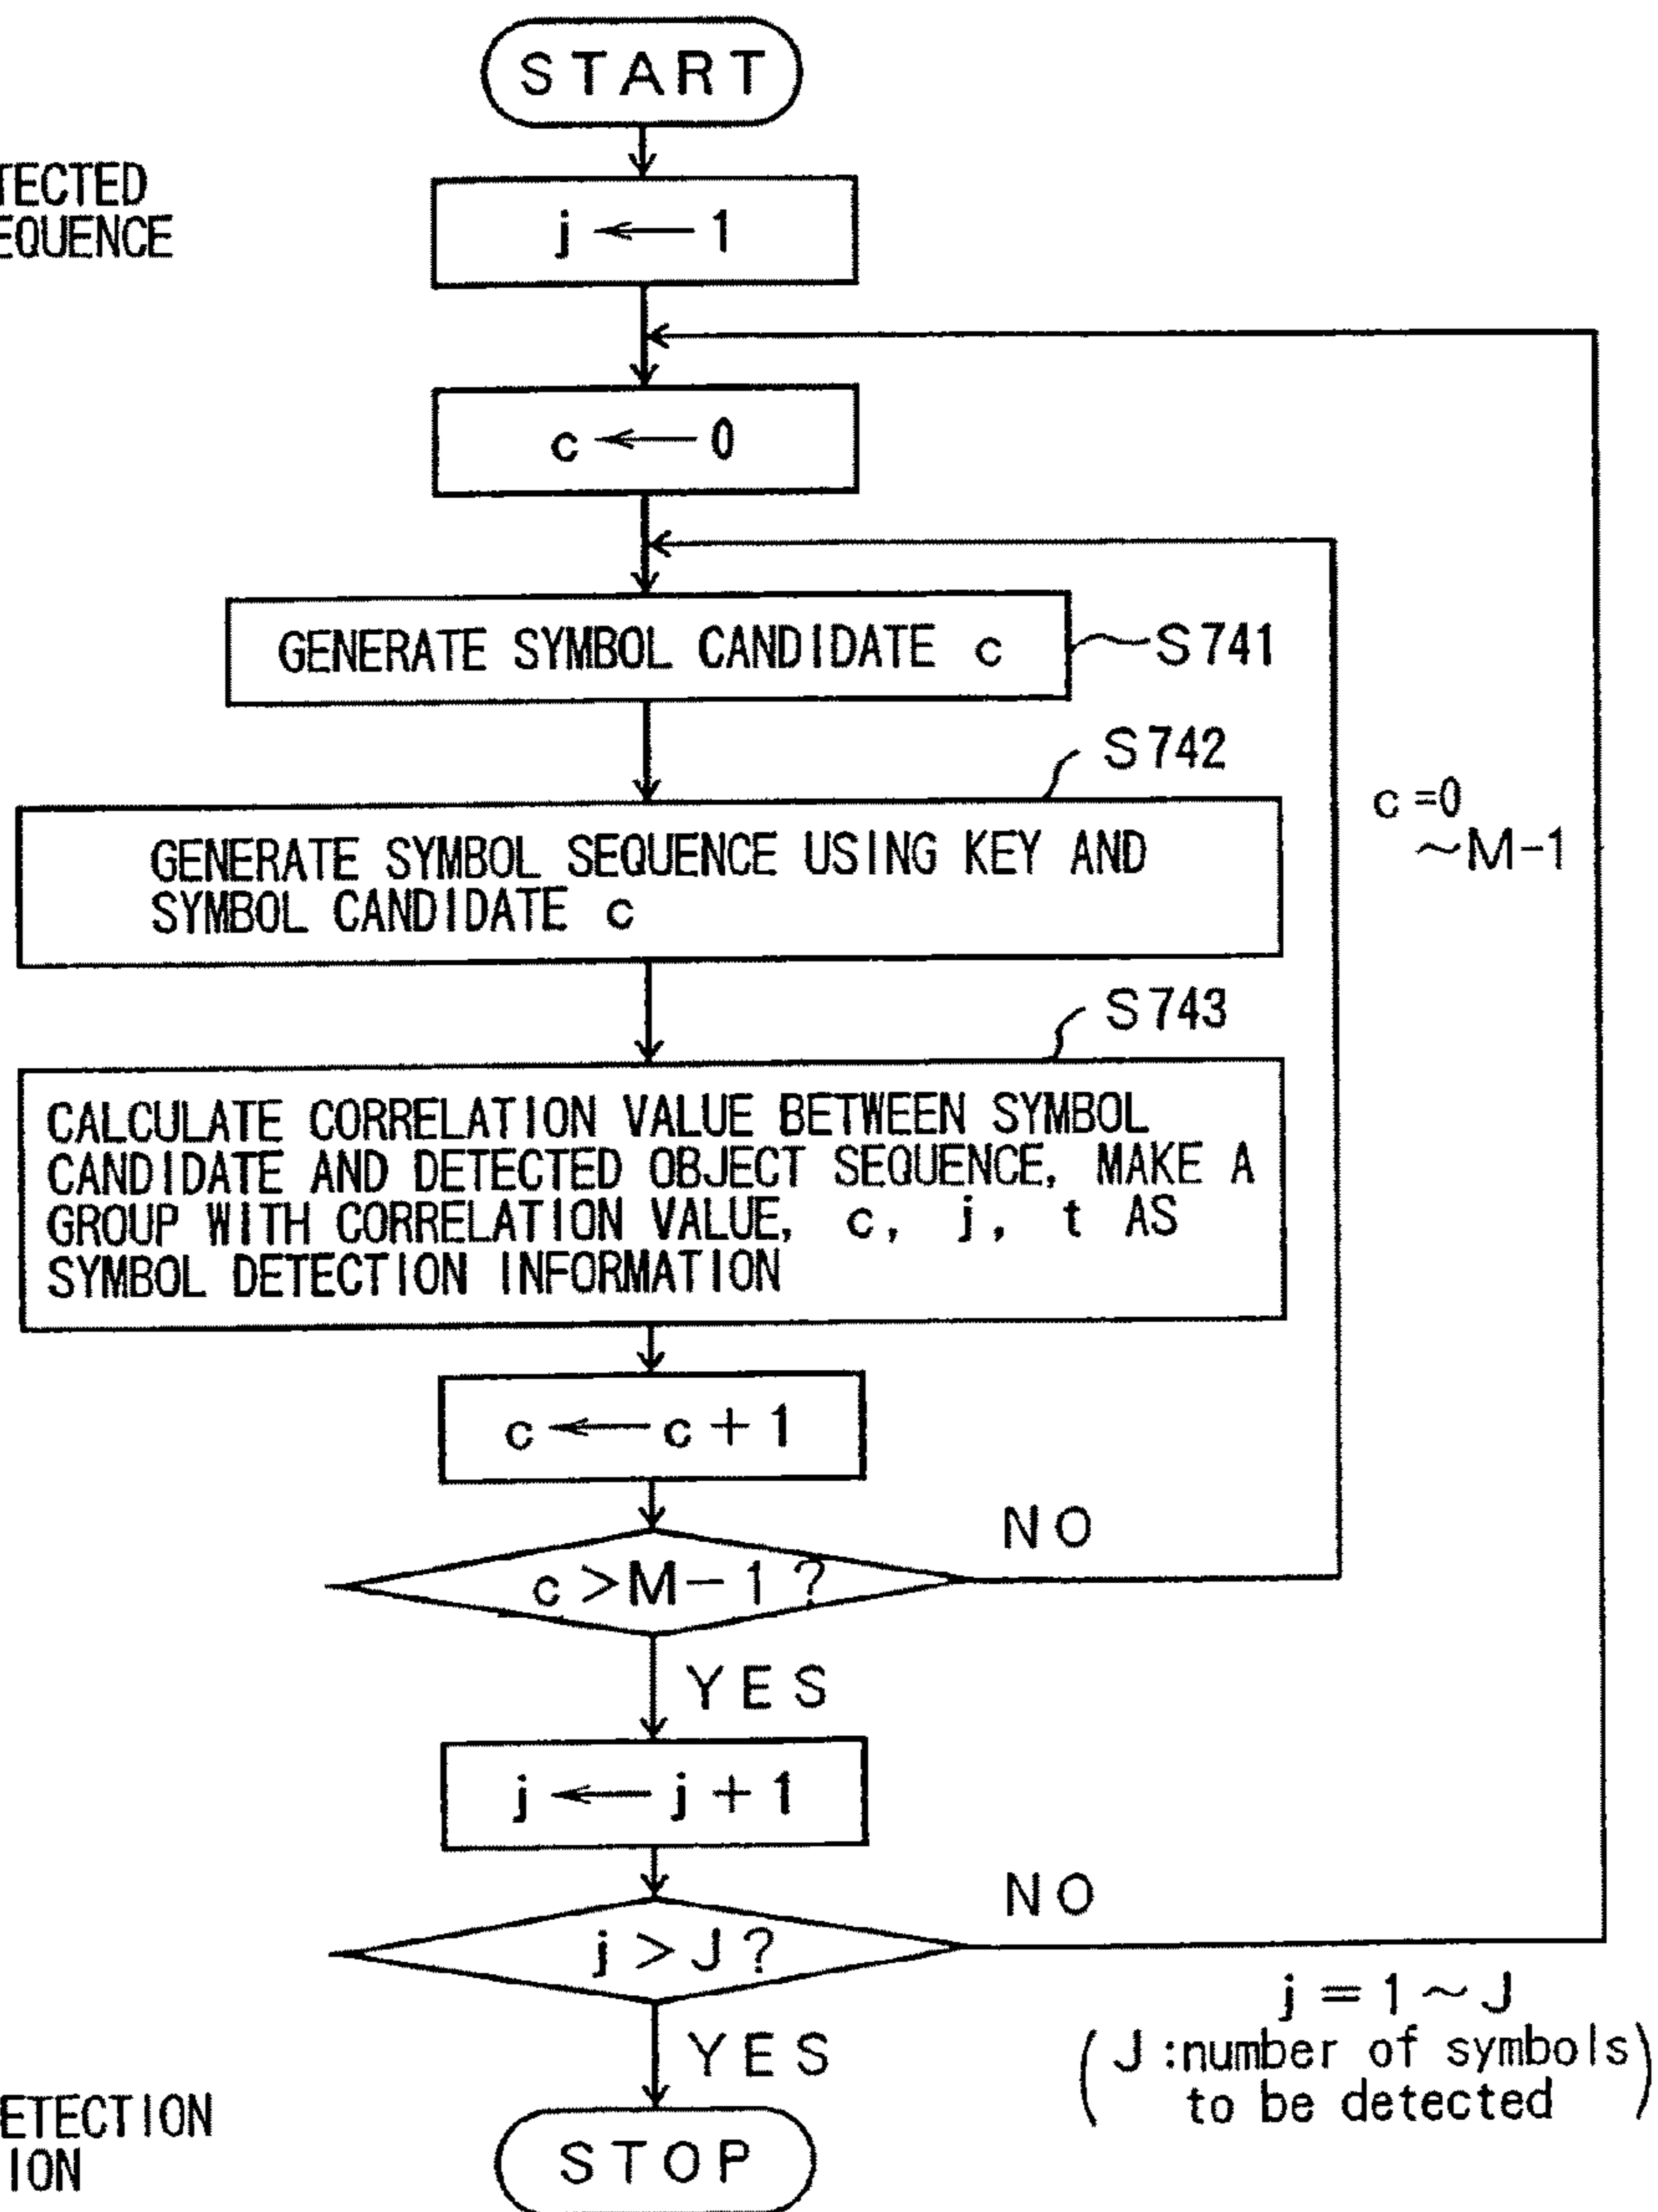 START
TECTED
EQUENCE
j ← 1
c ← 0
GENERATE SYMBOL CANDIDATE c
S741
S742
GENERATE SYMBOL SEQUENCE USING KEY AND
SYMBOL CANDIDATE c
c=0
~M-1
S743
CALCULATE CORRELATION VALUE BETWEEN SYMBOL
CANDIDATE AND DETECTED OBJECT SEQUENCE, MAKE A
GROUP WITH CORRELATION VALUE, c, j, t AS
SYMBOL DETECTION INFORMATION
c ← c + 1
c > M - 1 ?
NO
YES
j ← j + 1
j > J ?
NO
j = 1 ~ J
(J :number of symbols
to be detected)
YES
ETECTION
ION
STOP